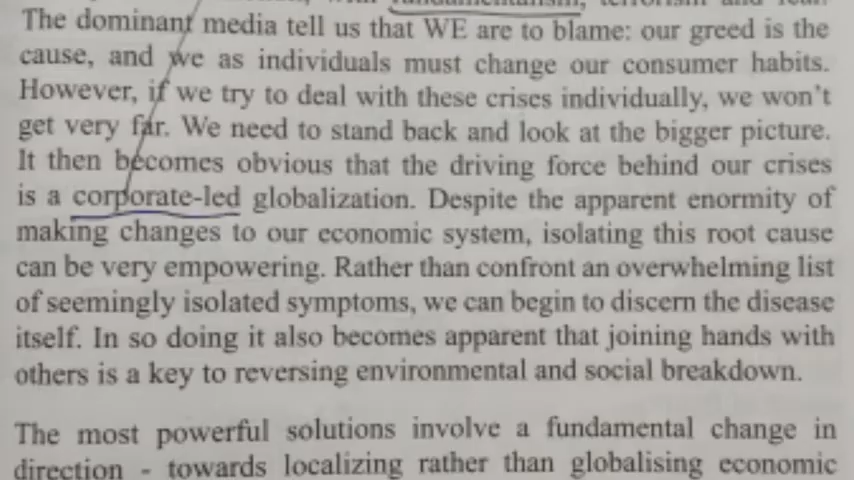 fundamentalism, terrorism and fear.
The dominant media tell us that WE are to blame: our greed is the
cause, and we as individuals must change our consumer habits.
However, if we try to deal with these crises individually, we won't
get very far. We need to stand back and look at the bigger picture.
It then becomes obvious that the driving force behind our crises
is a corporate-led globalization. Despite the apparent enormity of
making changes to our economic system, isolating this root cause
can be very empowering. Rather than confront an overwhelming list
of seemingly isolated symptoms, we can begin to discern the disease
itself. In so doing it also becomes apparent that joining hands with
others is a key to reversing environmental and social breakdown.
The most powerful solutions involve a fundamental change in
direction - towards localizing rather than globalising economic